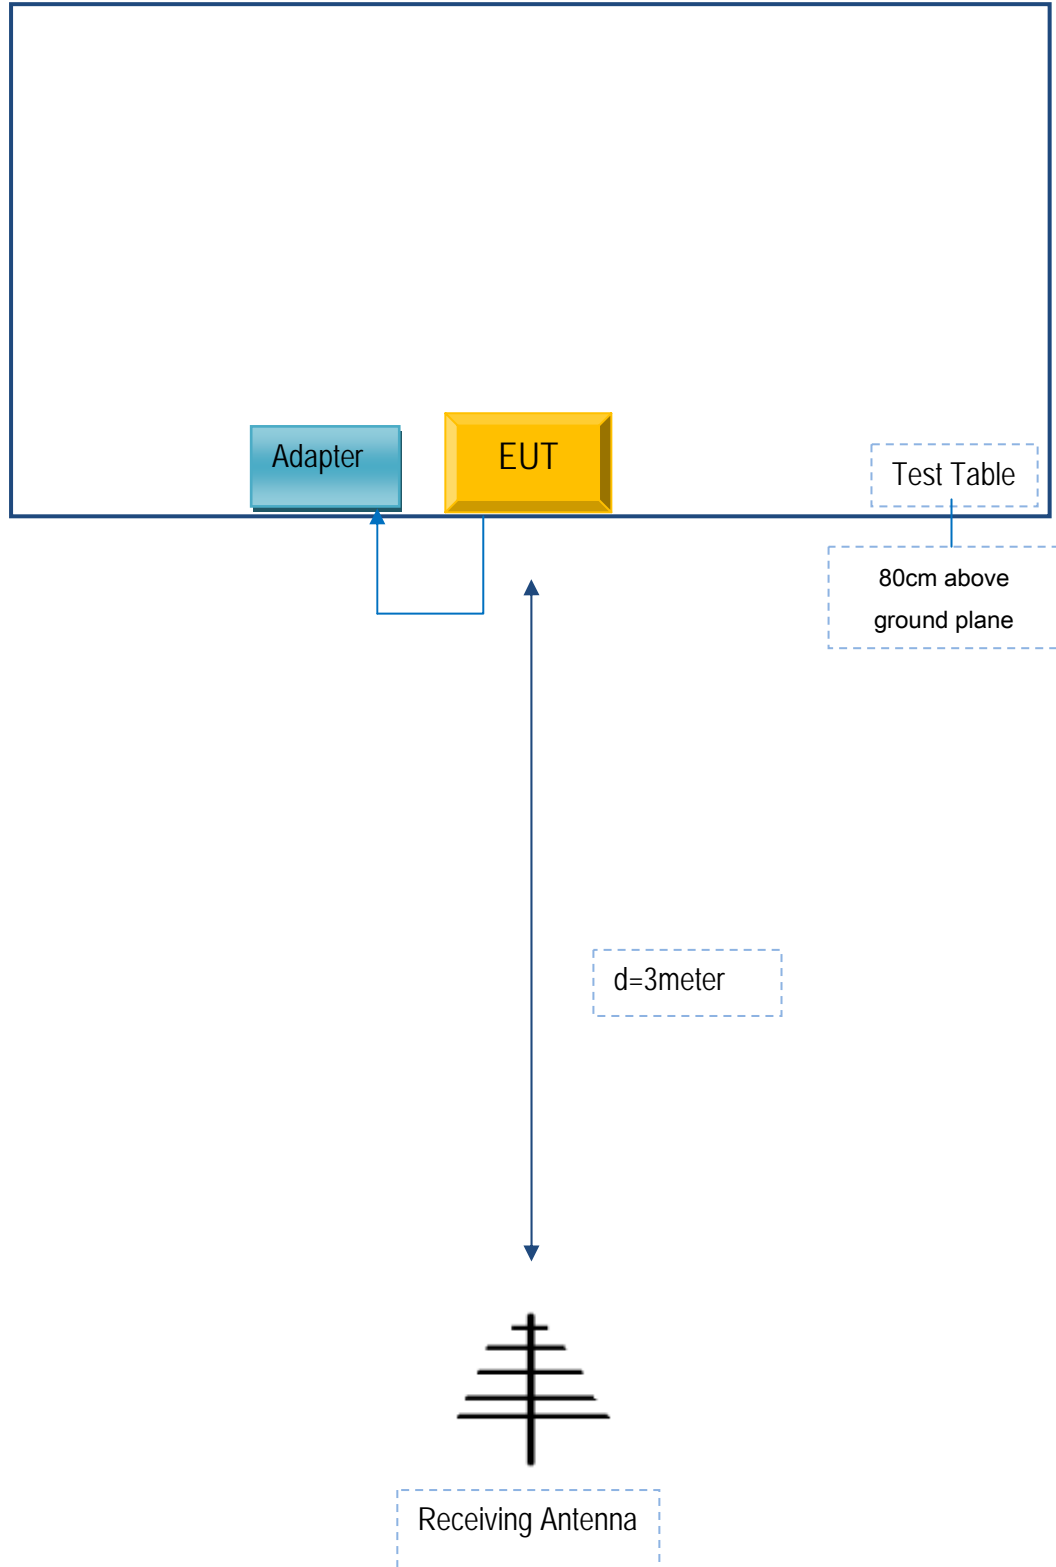 Adapter
EUT
Test Table
80cm above
ground plane
d=3meter
Receiving Antenna